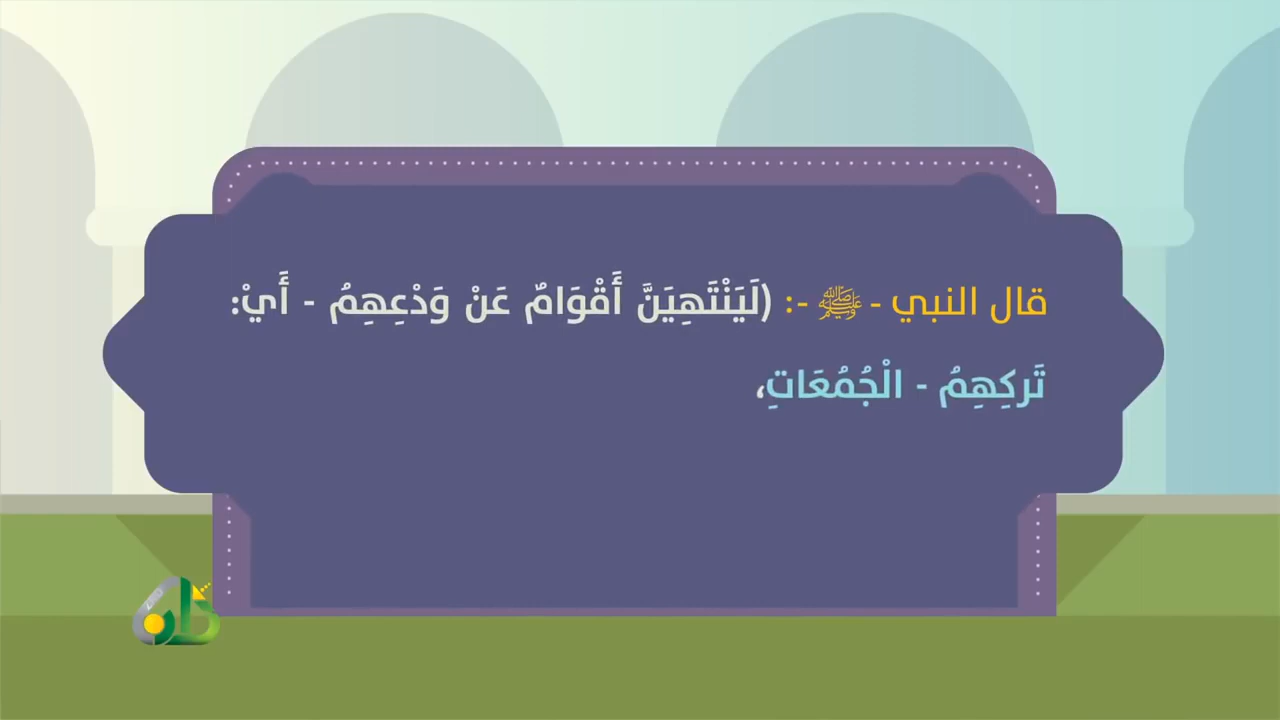 قال النبي - ﷺ -: (لَيَنْتَهِيَنَّ أَقْوَامٌ عَنْ وَدْعِهِمُ - أَيْ:
تَركِهِمُ - الْجُمُعَاتِ،